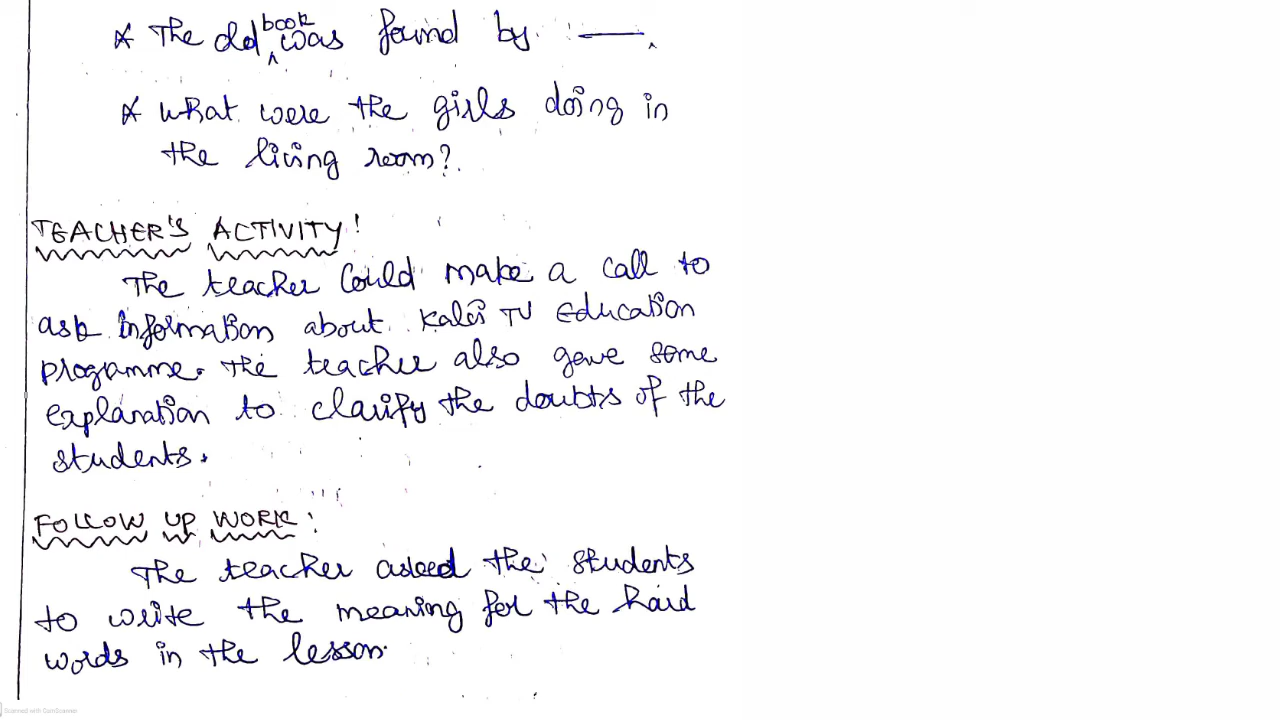 * The old book was found by : ———.
* What were the girls doing in
the living room?
TEACHER'S ACTIVITY:
The teacher could make a call to
ask information about Kalvi TV Education
programme. The teacher also gave some
explanation to clarify the doubts of the
students.
FOLLOW UP WORK:
The teacher asked the students
to write the meaning for the hard
words in the lesson.
Scanned with CamScanner